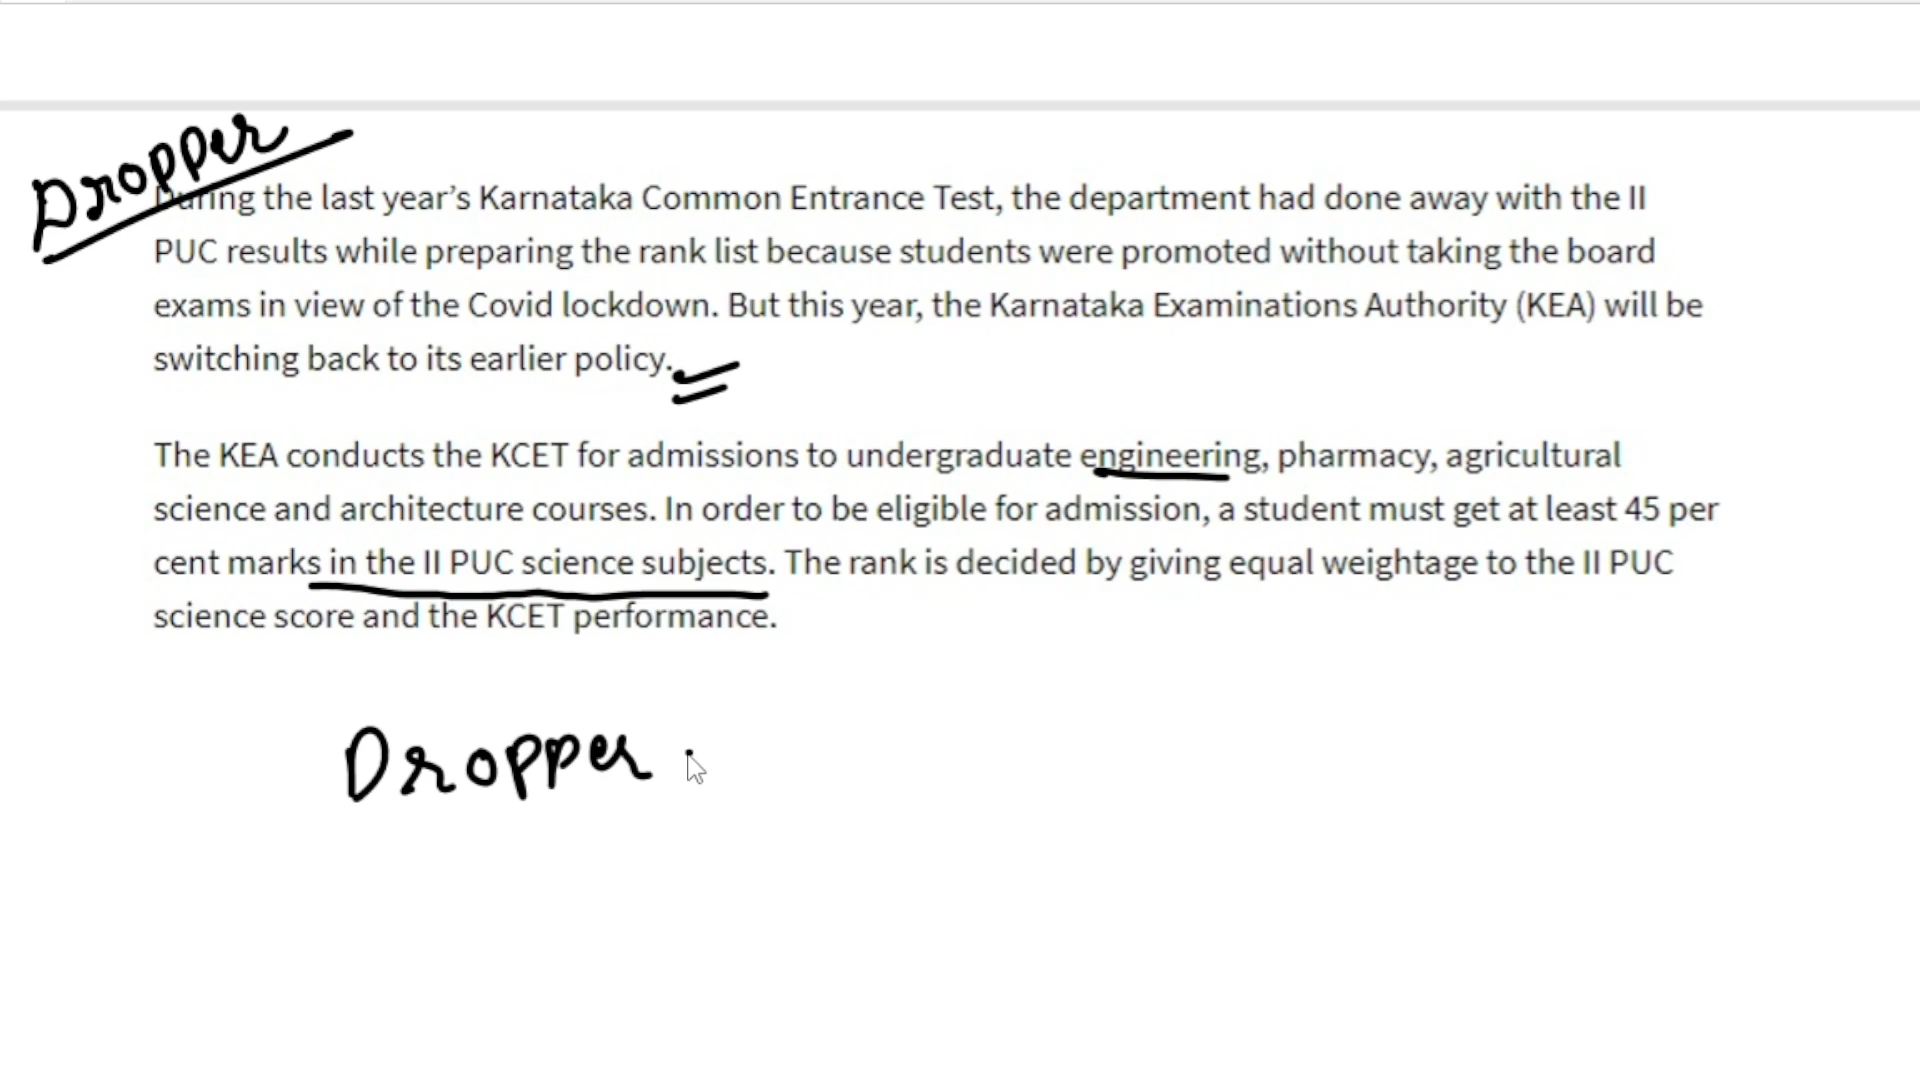 Dropper
During the last year's Karnataka Common Entrance Test, the department had done away with the II
PUC results while preparing the rank list because students were promoted without taking the board
exams in view of the Covid lockdown. But this year, the Karnataka Examinations Authority (KEA) will be
switching back to its earlier policy.
The KEA conducts the KCET for admissions to undergraduate engineering, pharmacy, agricultural
science and architecture courses. In order to be eligible for admission, a student must get at least 45 per
cent marks in the II PUC science subjects. The rank is decided by giving equal weightage to the II PUC
science score and the KCET performance.
Dropper